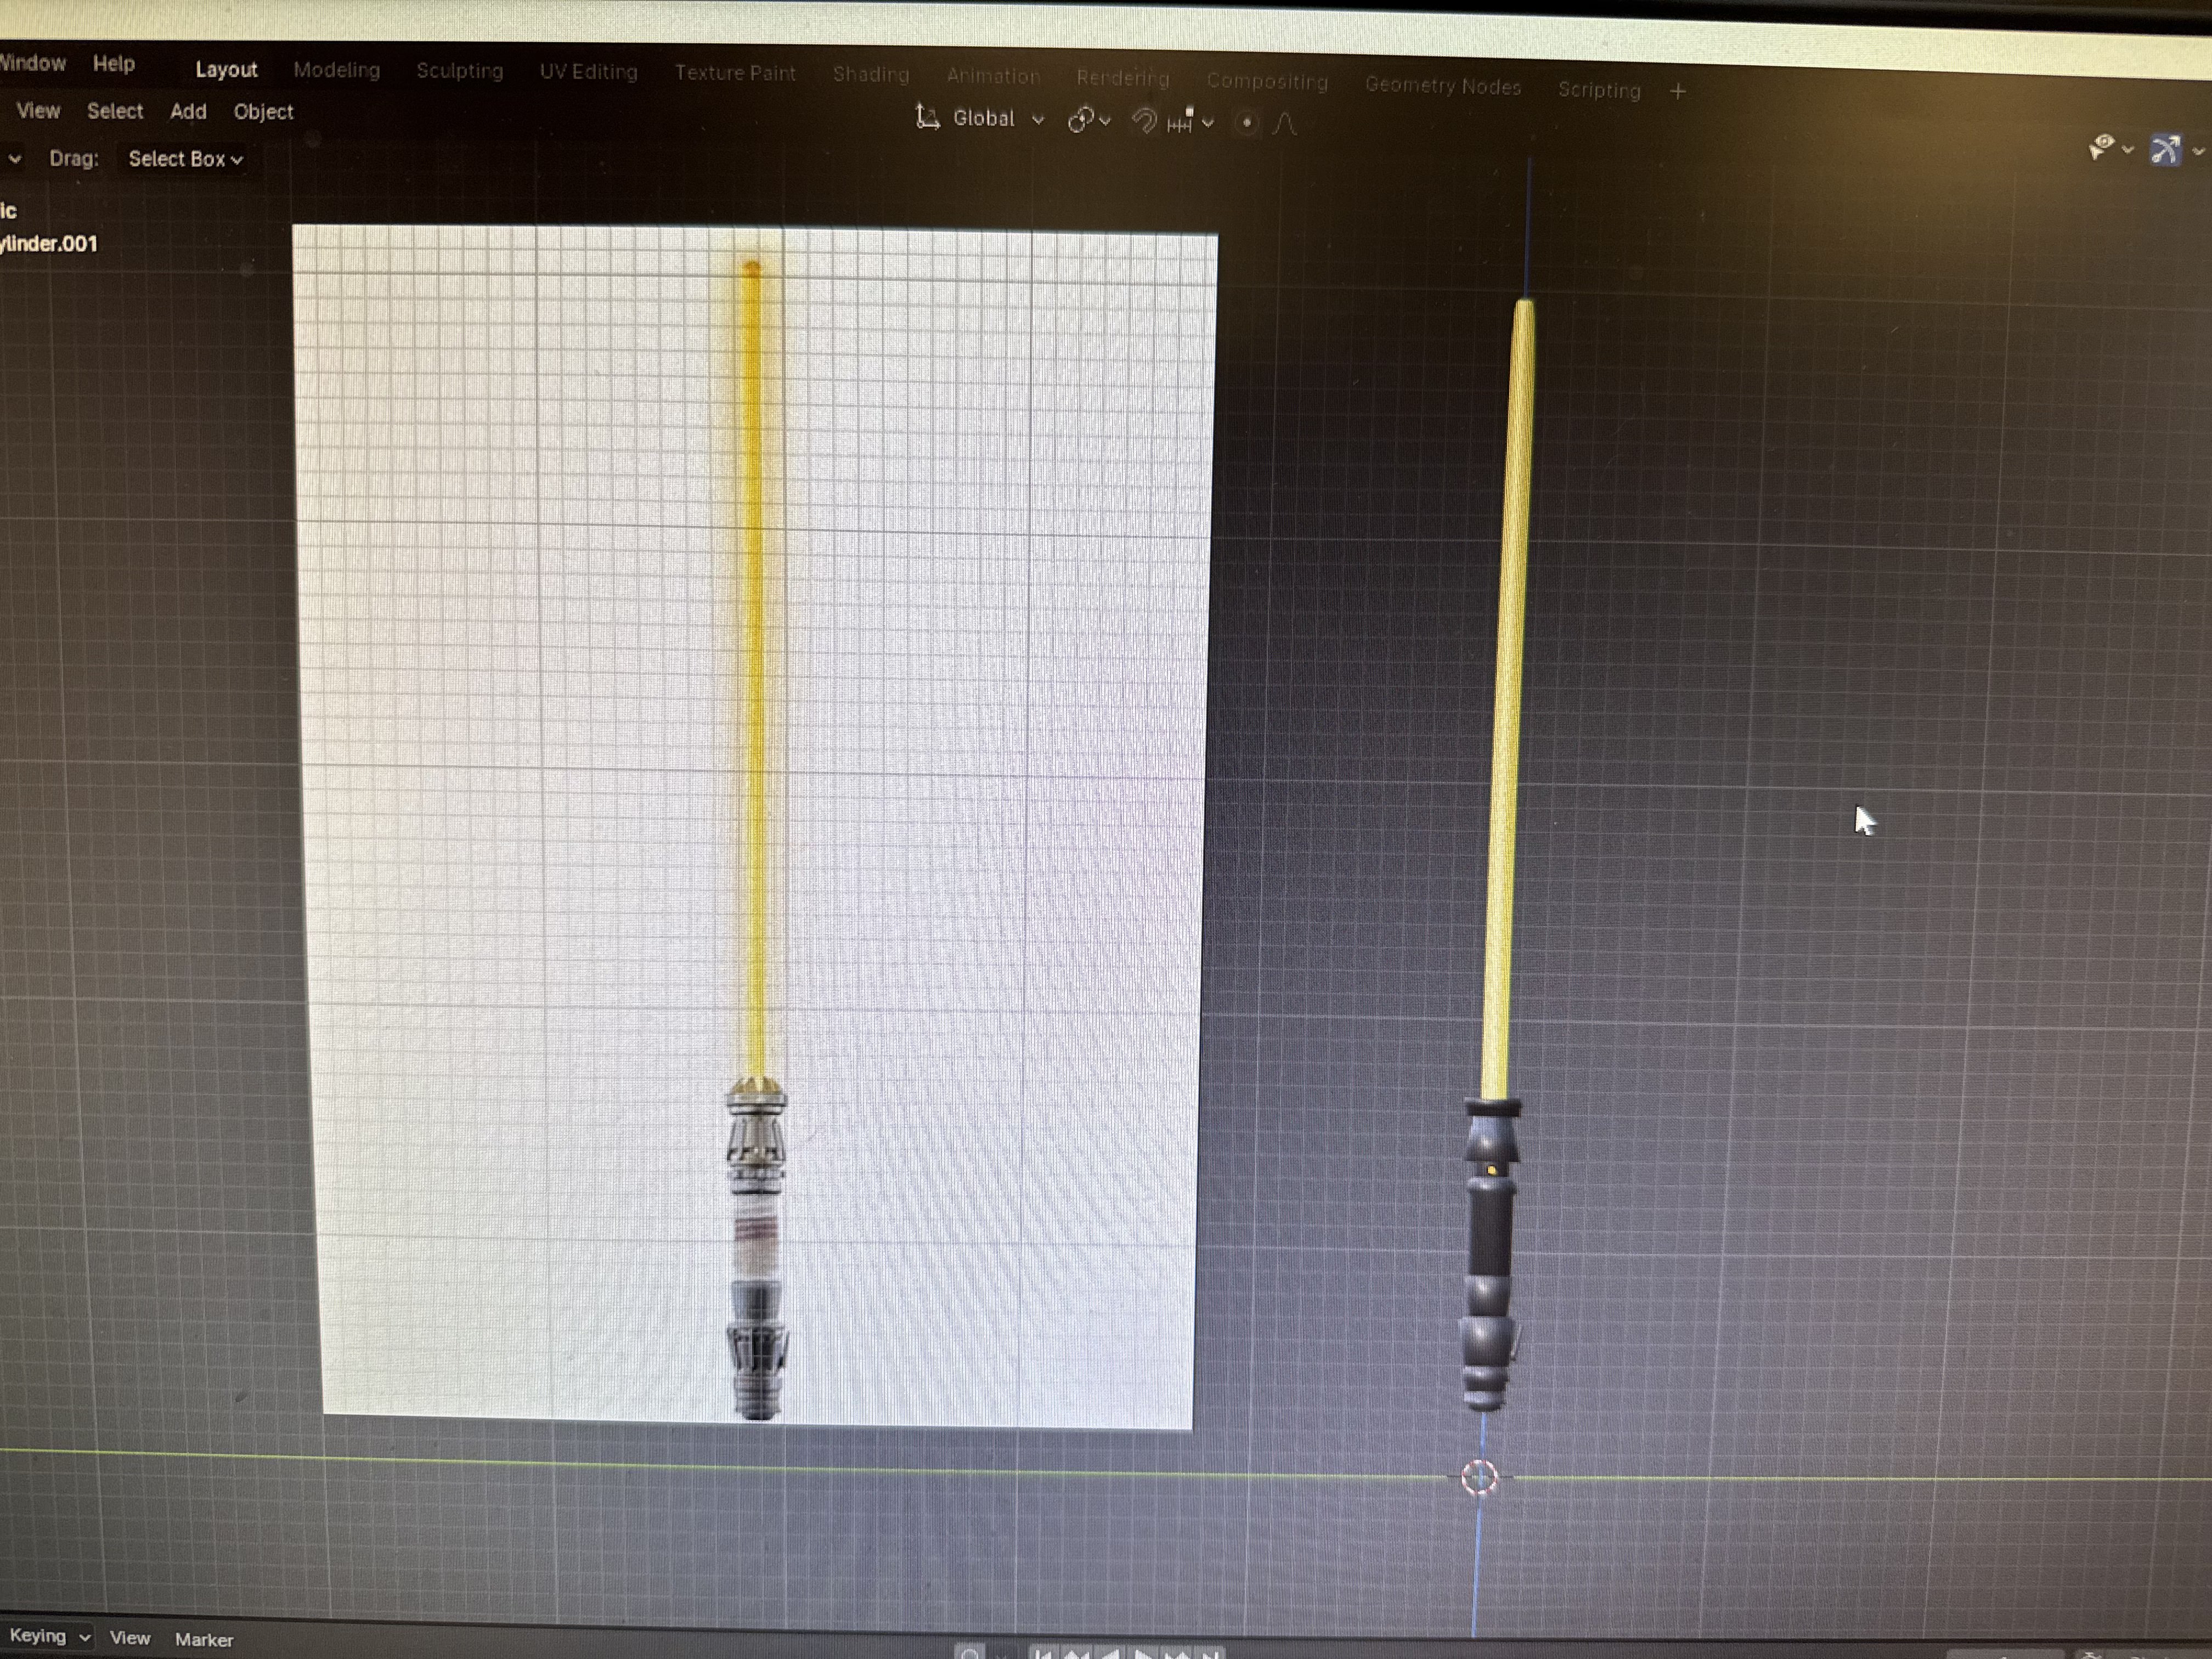 Window Help Layout Modeling Sculpting UV Editing Texture Paint Shading Animation Rendering Compositing Geometry Nodes Scripting +
View Select Add Object Global
Drag: Select Box
ic
ylinder.001
Keying View Marker